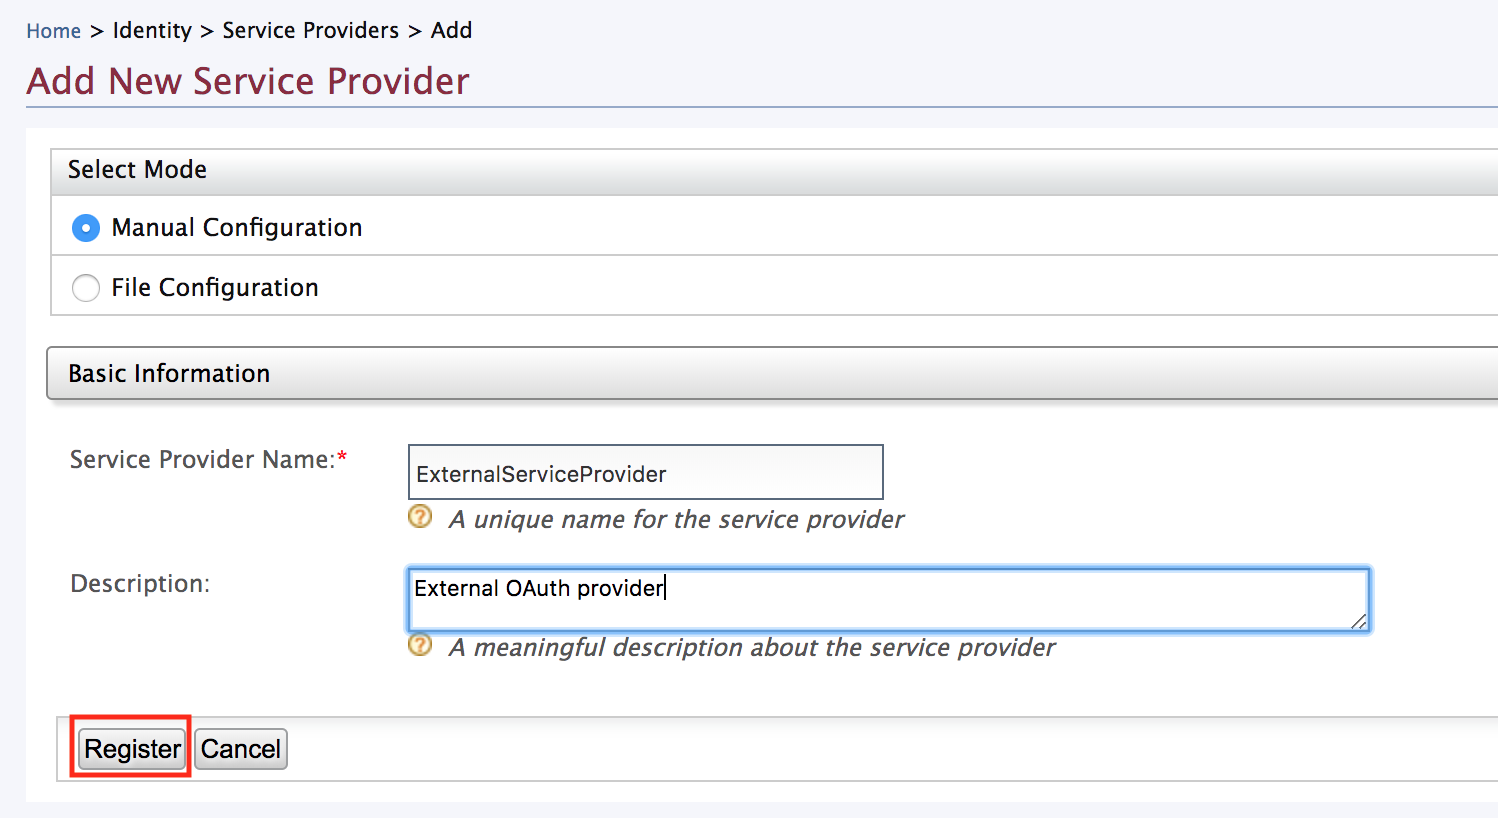 Home > Identity > Service Providers > Add
Add New Service Provider
Select Mode
Manual Configuration
File Configuration
Basic Information
Service Provider Name:*
ExternalServiceProvider
? A unique name for the service provider
Description:
External OAuth provider
? A meaningful description about the service provider
Register Cancel